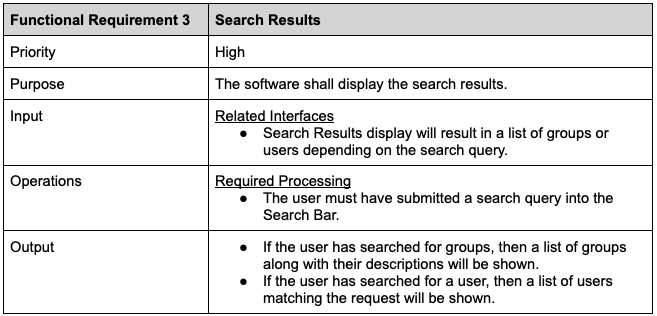 Functional Requirement 3 Search Results
Priority High
Purpose The software shall display the search results.
Input Related Interfaces
● Search Results display will result in a list of groups or
users depending on the search query.
Operations Required Processing
● The user must have submitted a search query into the
Search Bar.
Output ● If the user has searched for groups, then a list of groups
along with their descriptions will be shown.
● If the user has searched for a user, then a list of users
matching the request will be shown.